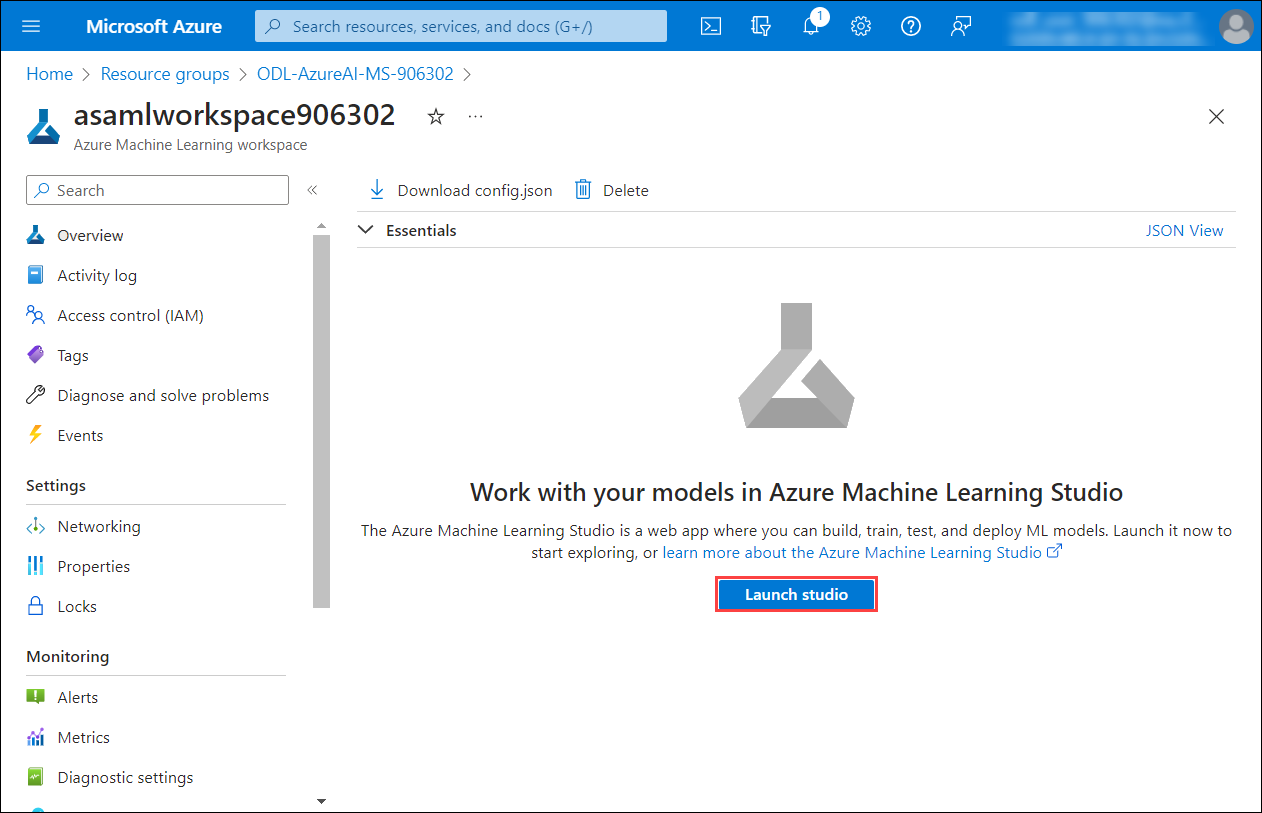 Microsoft Azure
Search resources, services, and docs (G+/)
1
Home > Resource groups > ODL-AzureAI-MS-906302 >
asamlworkspace906302
Azure Machine Learning workspace
Search
Download config.json
Delete
Overview
Essentials
JSON View
Activity log
Access control (IAM)
Tags
Diagnose and solve problems
Events
Settings
Networking
Properties
Locks
Monitoring
Alerts
Metrics
Diagnostic settings
Work with your models in Azure Machine Learning Studio
The Azure Machine Learning Studio is a web app where you can build, train, test, and deploy ML models. Launch it now to
start exploring, or learn more about the Azure Machine Learning Studio
Launch studio